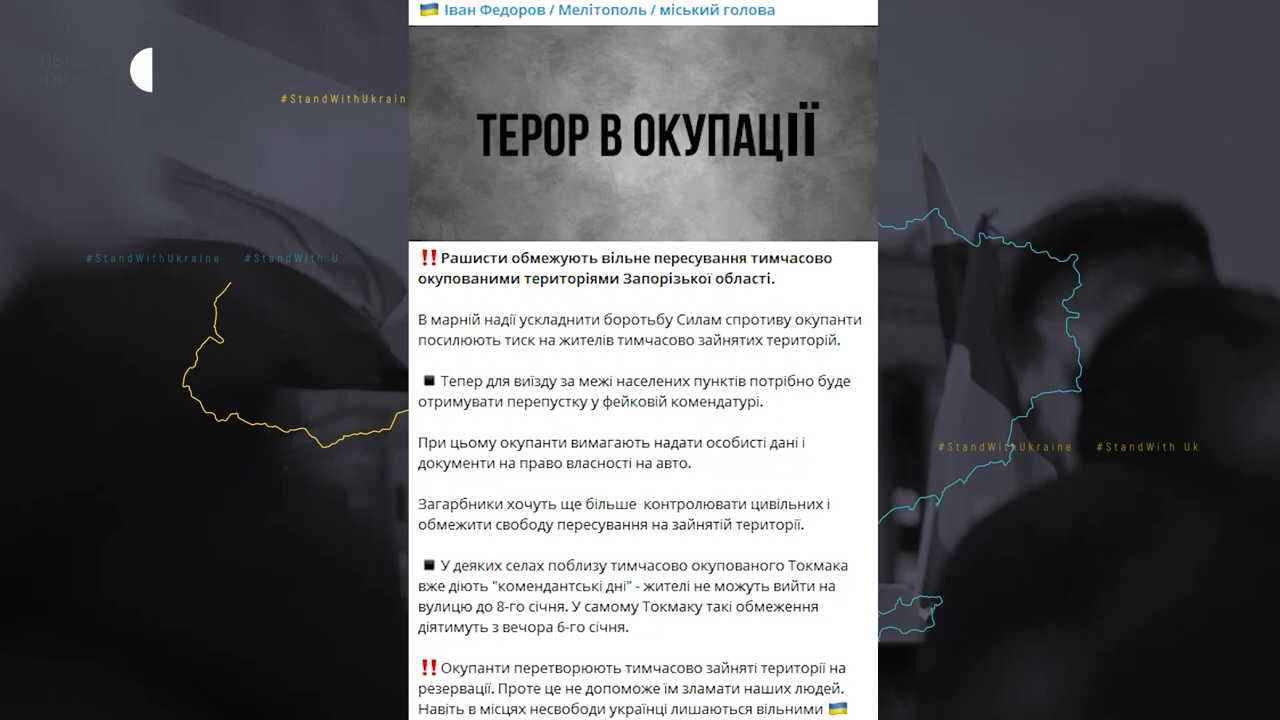 🇺🇦 Іван Федоров / Мелітополь / міський голова
#StandWithUkrain
ТЕРОР В ОКУПАЦІЇ
#StandWithUkraine #StandWith U
‼️Рашисти обмежують вільне пересування тимчасово
окупованими територіями Запорізької області.
В марній надії ускладнити боротьбу Силам спротиву окупанти
посилюють тиск на жителів тимчасово зайнятих територій.
◾️Тепер для виїзду за межі населених пунктів потрібно буде
отримувати перепустку у фейковій комендатурі.
При цьому окупанти вимагають надати особисті дані і
документи на право власності на авто.
#StandWithUkraine #StandWith Uk
Загарбники хочуть ще більше контролювати цивільних і
обмежити свободу пересування на зайнятій території.
◾️У деяких селах поблизу тимчасово окупованого Токмака
вже діють "комендантські дні" - жителі не можуть вийти на
вулицю до 8-го січня. У самому Токмаку такі обмеження
діятимуть з вечора 6-го січня.
‼️Окупанти перетворюють тимчасово зайняті території на
резервації. Проте це не допоможе їм зламати наших людей.
Навіть в місцях несвободи українці лишаються вільними 🇺🇦